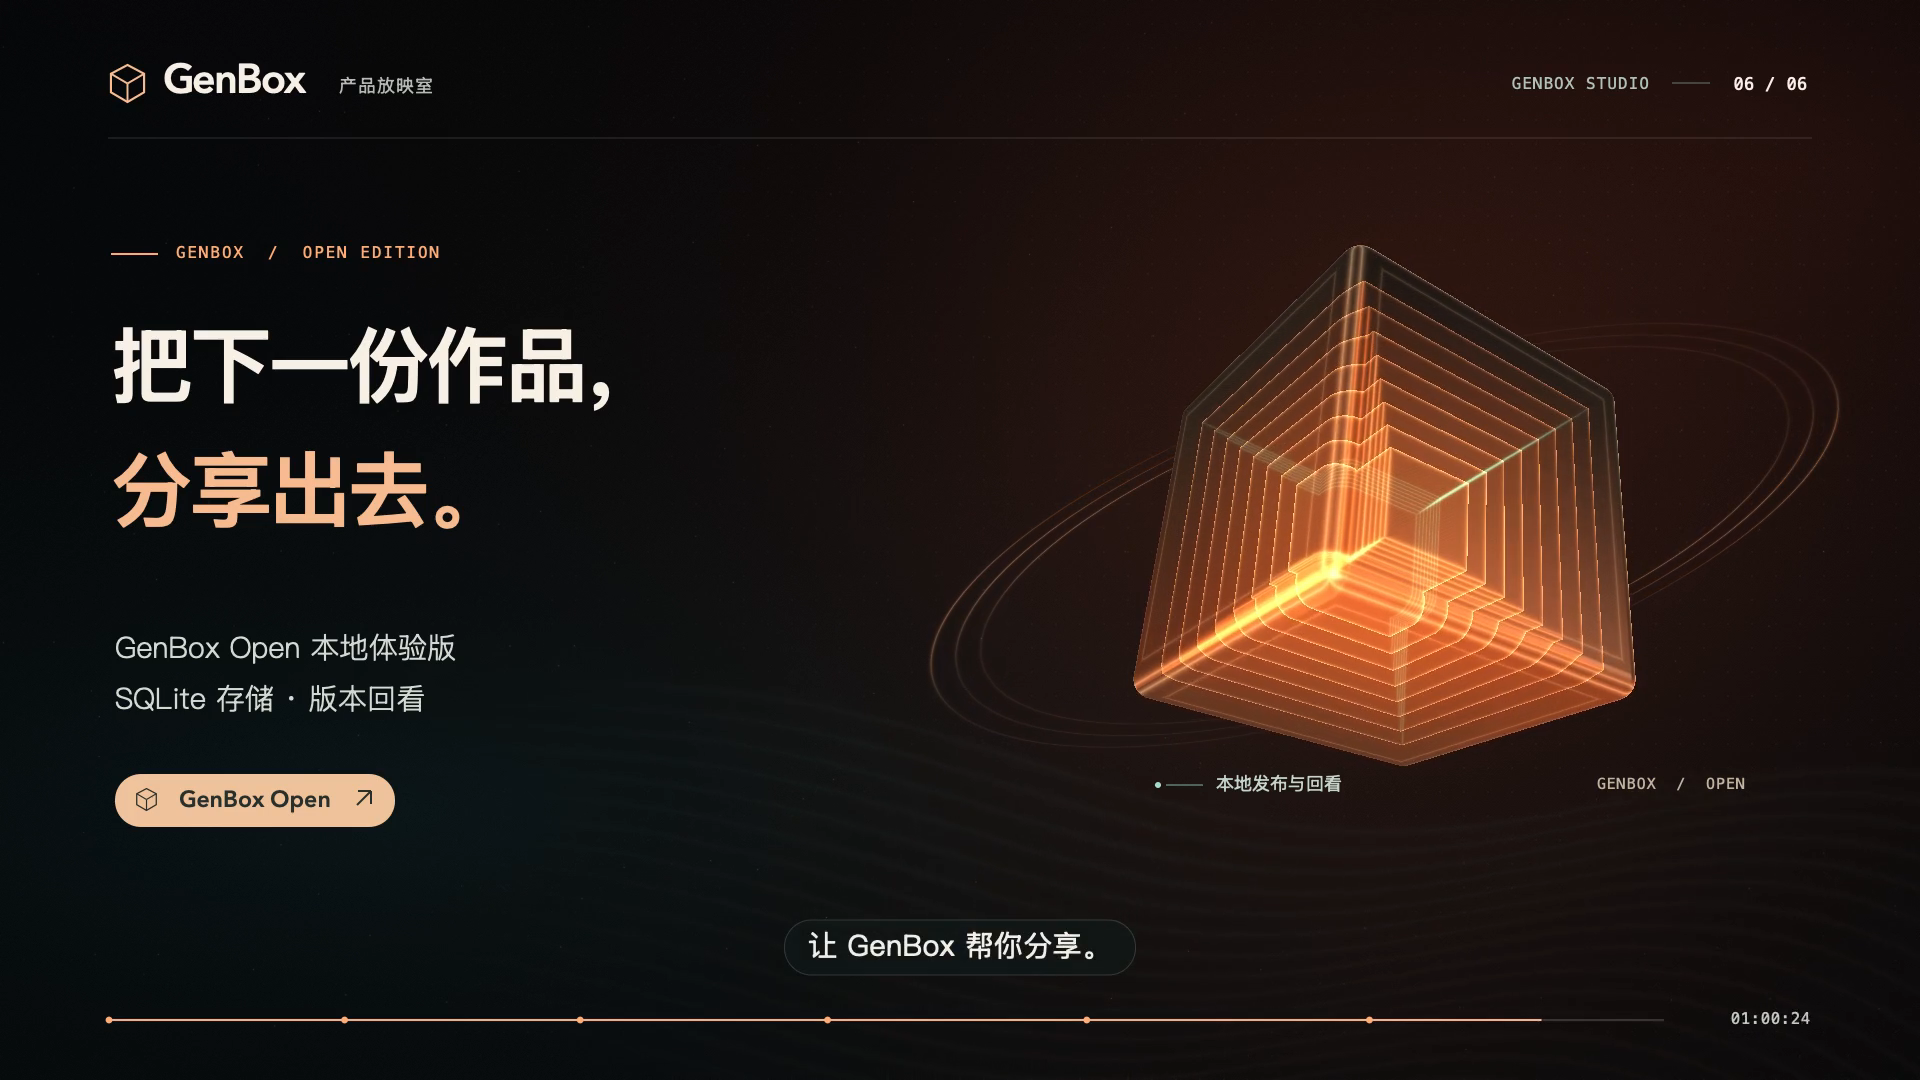 GenBox 产品放映室
GENBOX STUDIO 06 / 06
GENBOX / OPEN EDITION
把下一份作品，
分享出去。
GenBox Open 本地体验版
SQLite 存储 · 版本回看
GenBox Open
本地发布与回看
GENBOX / OPEN
让 GenBox 帮你分享。
01:00:24